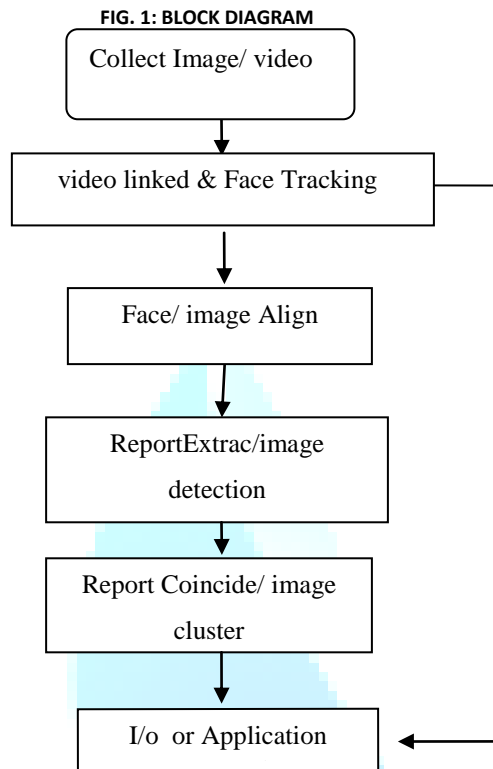 FIG. 1: BLOCK DIAGRAM
Collect Image/ video
video linked & Face Tracking
Face/ image Align
ReportExtrac/image
detection
Report Coincide/ image
cluster
I/o or Application